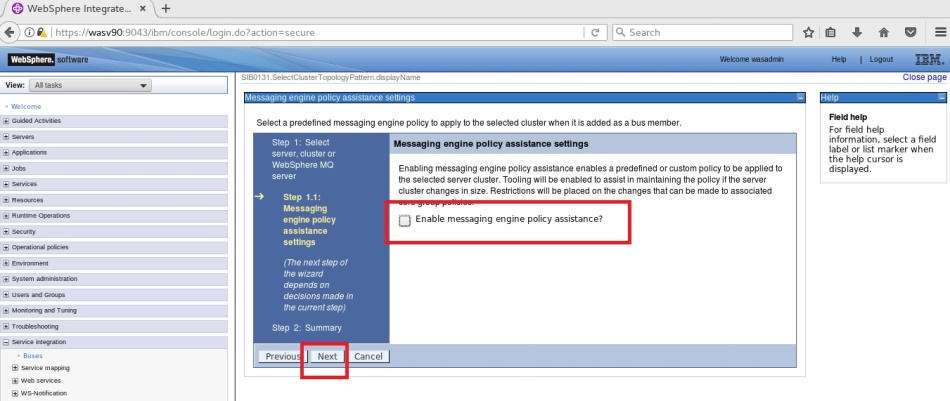 WebSphere Integrate...
https://wasv90:9043/ibm/console/login.do?action=secure
Search
WebSphere. software
Welcome wasadmin
Help | Logout
IBM.
View: All tasks
SIB0131.SelectClusterTopologyPattern.displayName
Close page
Welcome
Guided Activities
Servers
Applications
Jobs
Services
Resources
Runtime Operations
Security
Operational policies
Environment
System administration
Users and Groups
Monitoring and Tuning
Troubleshooting
Service integration
Buses
Service mapping
Web services
WS-Notification
Messaging engine policy assistance settings
Select a predefined messaging engine policy to apply to the selected cluster when it is added as a bus member.
Step 1: Select
server, cluster or
WebSphere MQ
server
Step 1.1:
Messaging
engine policy
assistance
settings
(The next step of
the wizard
depends on
decisions made in
the current step)
Step 2: Summary
Messaging engine policy assistance settings
Enabling messaging engine policy assistance enables a predefined or custom policy to be applied to
the selected server cluster. Tooling will be enabled to assist in maintaining the policy if the server
cluster changes in size. Restrictions will be placed on the changes that can be made to associated
core group policies.
Enable messaging engine policy assistance?
Previous
Next
Cancel
Help
Field help
For field help
information, select a field
label or list marker when
the help cursor is
displayed.